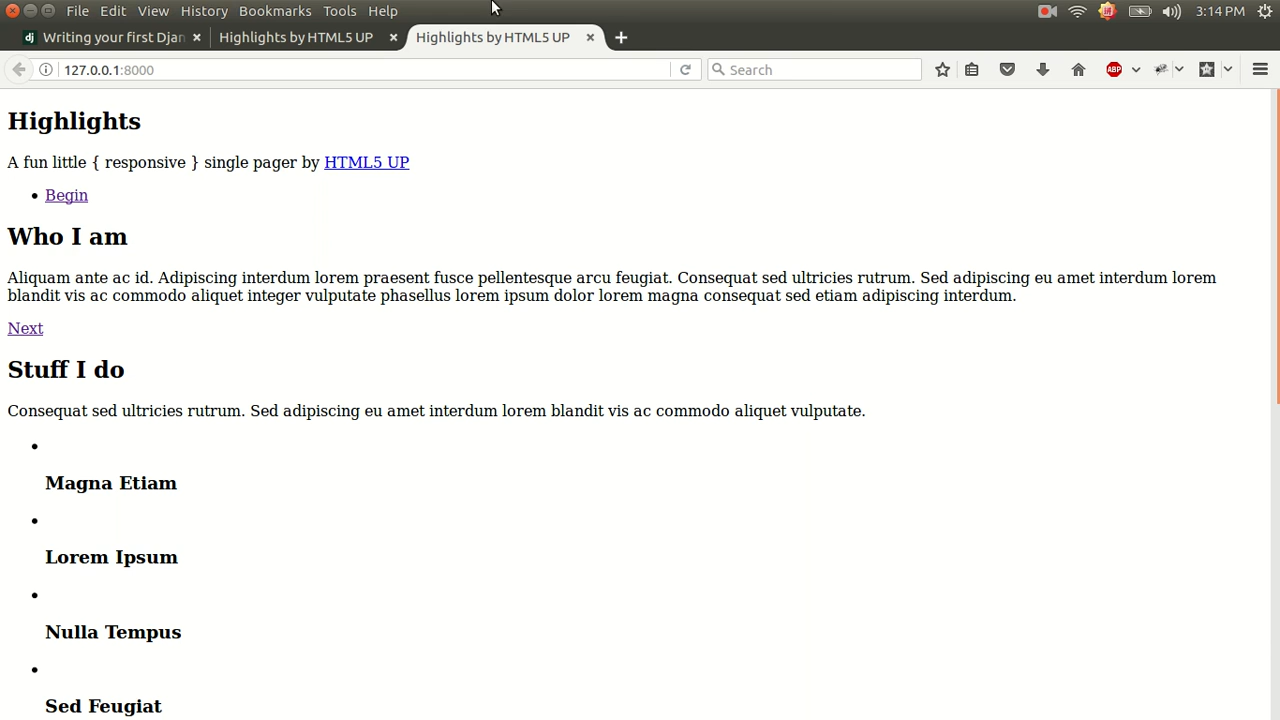 File Edit View History Bookmarks Tools Help 3:14 PM
dj Writing your first Djan Highlights by HTML5 UP Highlights by HTML5 UP
127.0.0.1:8000 Search ABP
Highlights
A fun little { responsive } single pager by HTML5 UP
• Begin
Who I am
Aliquam ante ac id. Adipiscing interdum lorem praesent fusce pellentesque arcu feugiat. Consequat sed ultricies rutrum. Sed adipiscing eu amet interdum lorem
blandit vis ac commodo aliquet integer vulputate phasellus lorem ipsum dolor lorem magna consequat sed etiam adipiscing interdum.
Next
Stuff I do
Consequat sed ultricies rutrum. Sed adipiscing eu amet interdum lorem blandit vis ac commodo aliquet vulputate.
•
Magna Etiam
•
Lorem Ipsum
•
Nulla Tempus
•
Sed Feugiat